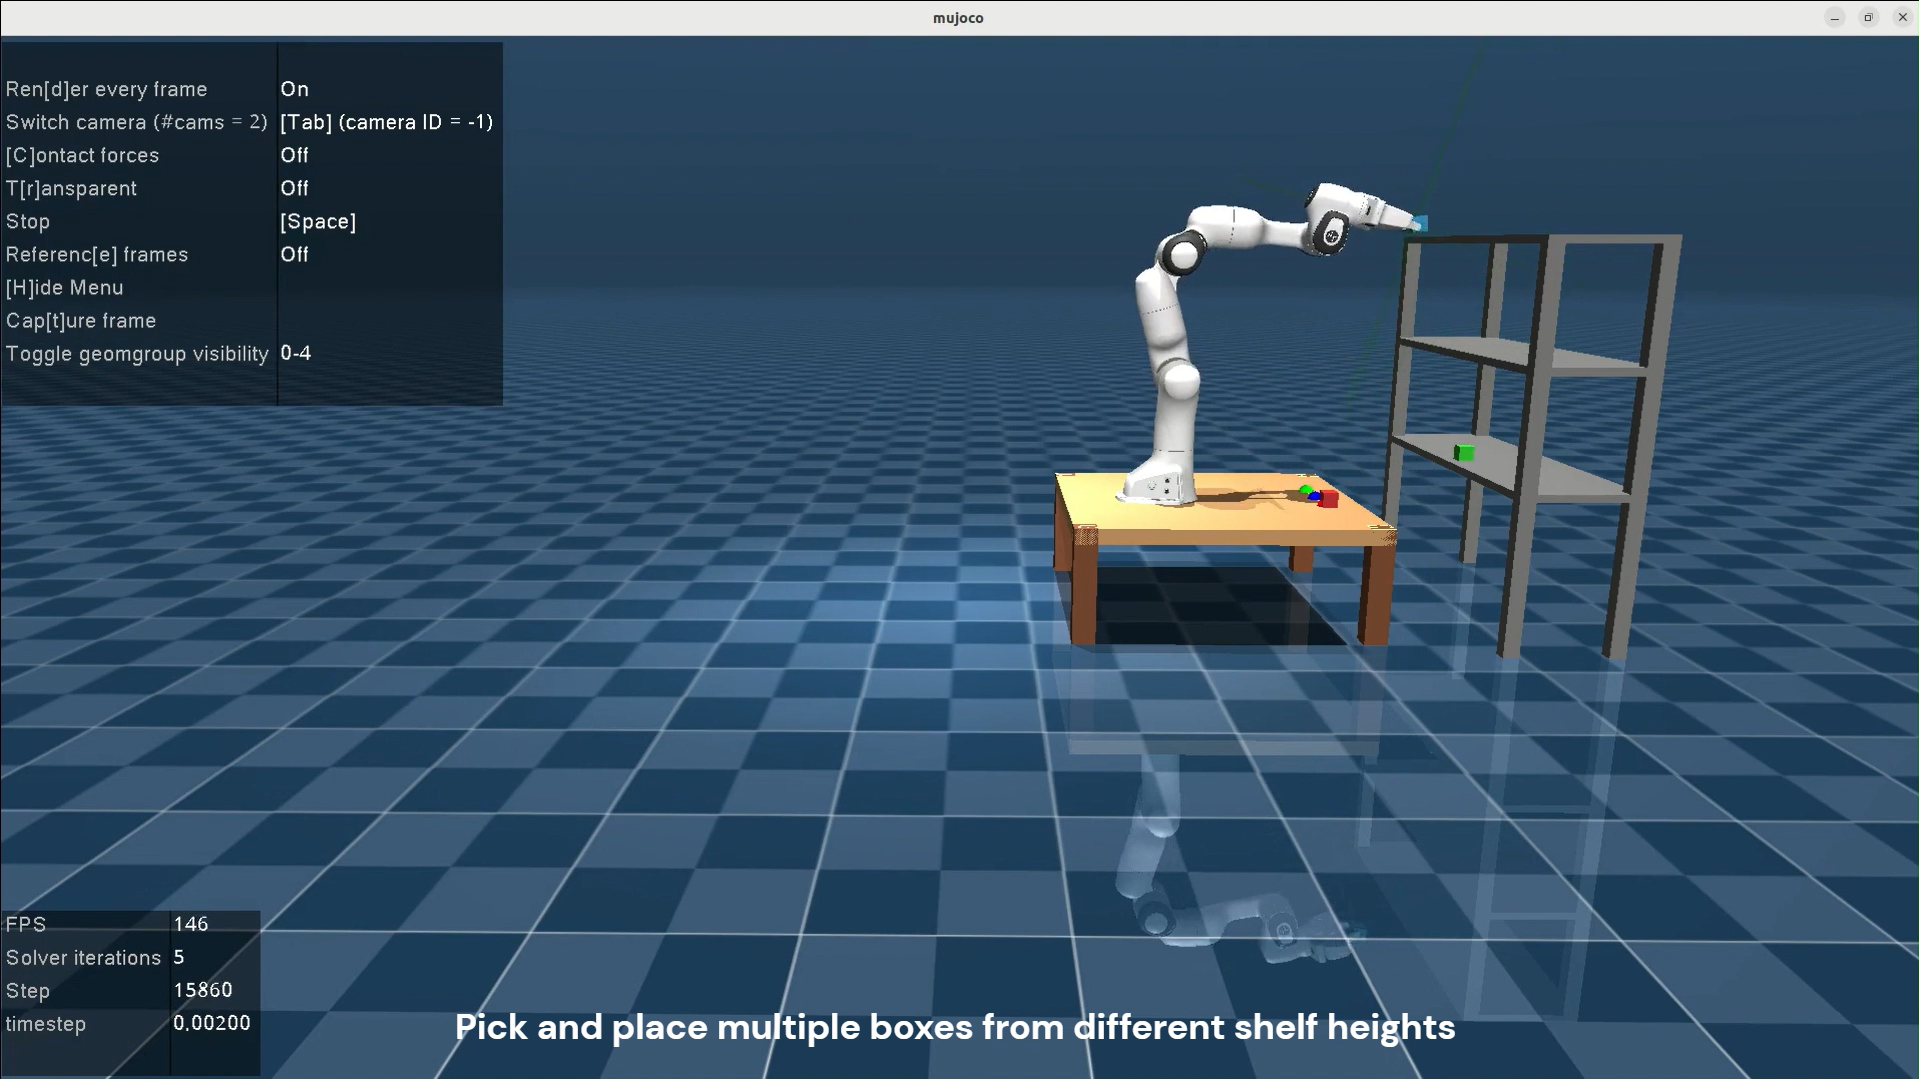 mujoco
Ren[d]er every frame On
Switch camera (#cams = 2) [Tab] (camera ID = -1)
[C]ontact forces Off
T[r]ansparent Off
Stop [Space]
Referenc[e] frames Off
[H]ide Menu
Cap[t]ure frame
Toggle geomgroup visibility 0-4
FPS 146
Solver iterations 5
Step 15860
timestep 0.00200
Pick and place multiple boxes from different shelf heights